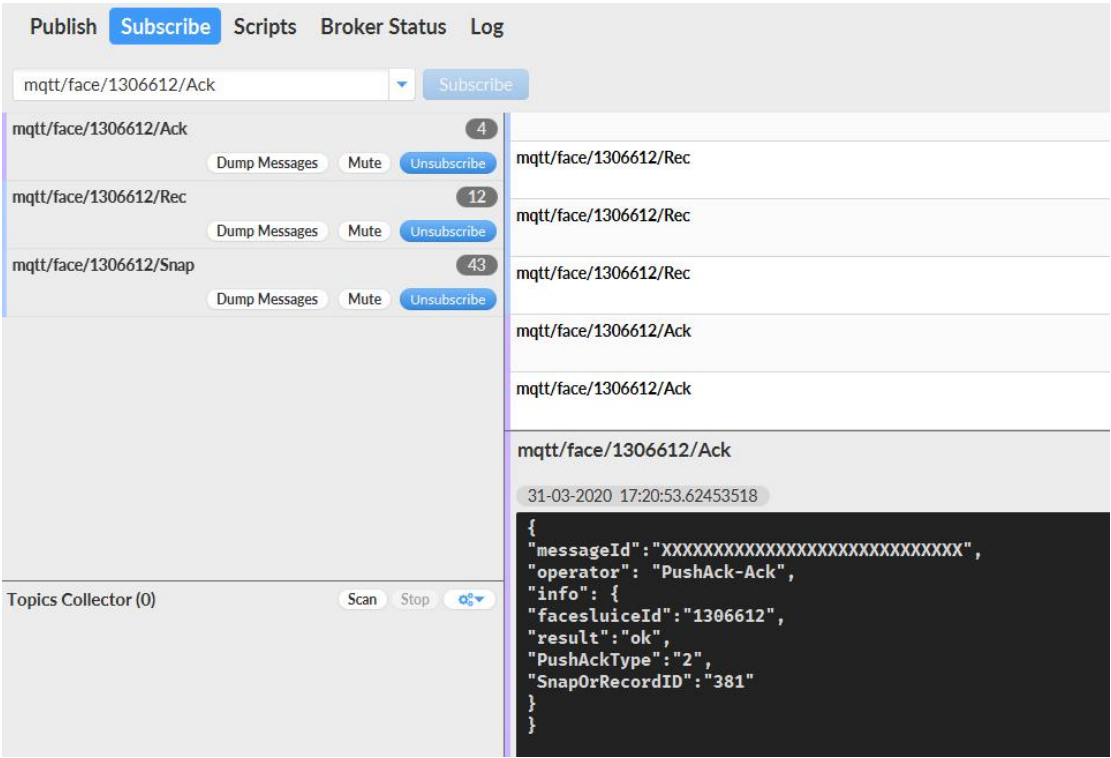 Publish Subscribe Scripts Broker Status Log
mqtt/face/1306612/Ack Subscribe
mqtt/face/1306612/Ack 4
Dump Messages Mute Unsubscribe
mqtt/face/1306612/Rec 12
Dump Messages Mute Unsubscribe
mqtt/face/1306612/Snap 43
Dump Messages Mute Unsubscribe
Topics Collector (0) Scan Stop
mqtt/face/1306612/Rec
mqtt/face/1306612/Rec
mqtt/face/1306612/Rec
mqtt/face/1306612/Ack
mqtt/face/1306612/Ack
mqtt/face/1306612/Ack
31-03-2020 17:20:53.62453518
{
"messageId":"XXXXXXXXXXXXXXXXXXXXXXXXXXXXX",
"operator": "PushAck-Ack",
"info": {
"facesluiceId":"1306612",
"result":"ok",
"PushAckType":"2",
"SnapOrRecordID":"381"
}
}